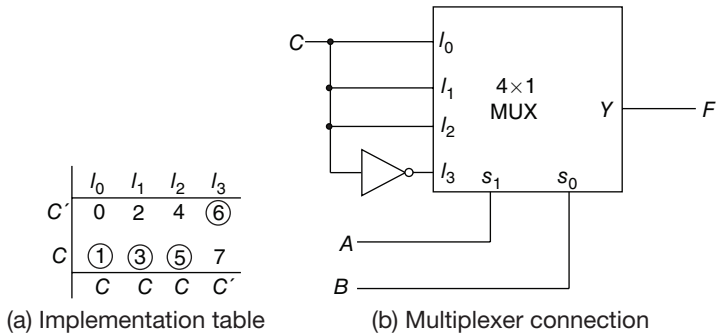 I₀ I₁ I₂ I₃
C′ 0 2 4 6
C 1 3 5 7
C C C C′
(a) Implementation table
C
I₀
I₁
I₂
I₃
4×1
MUX
Y
F
s₁
s₀
A
B
(b) Multiplexer connection